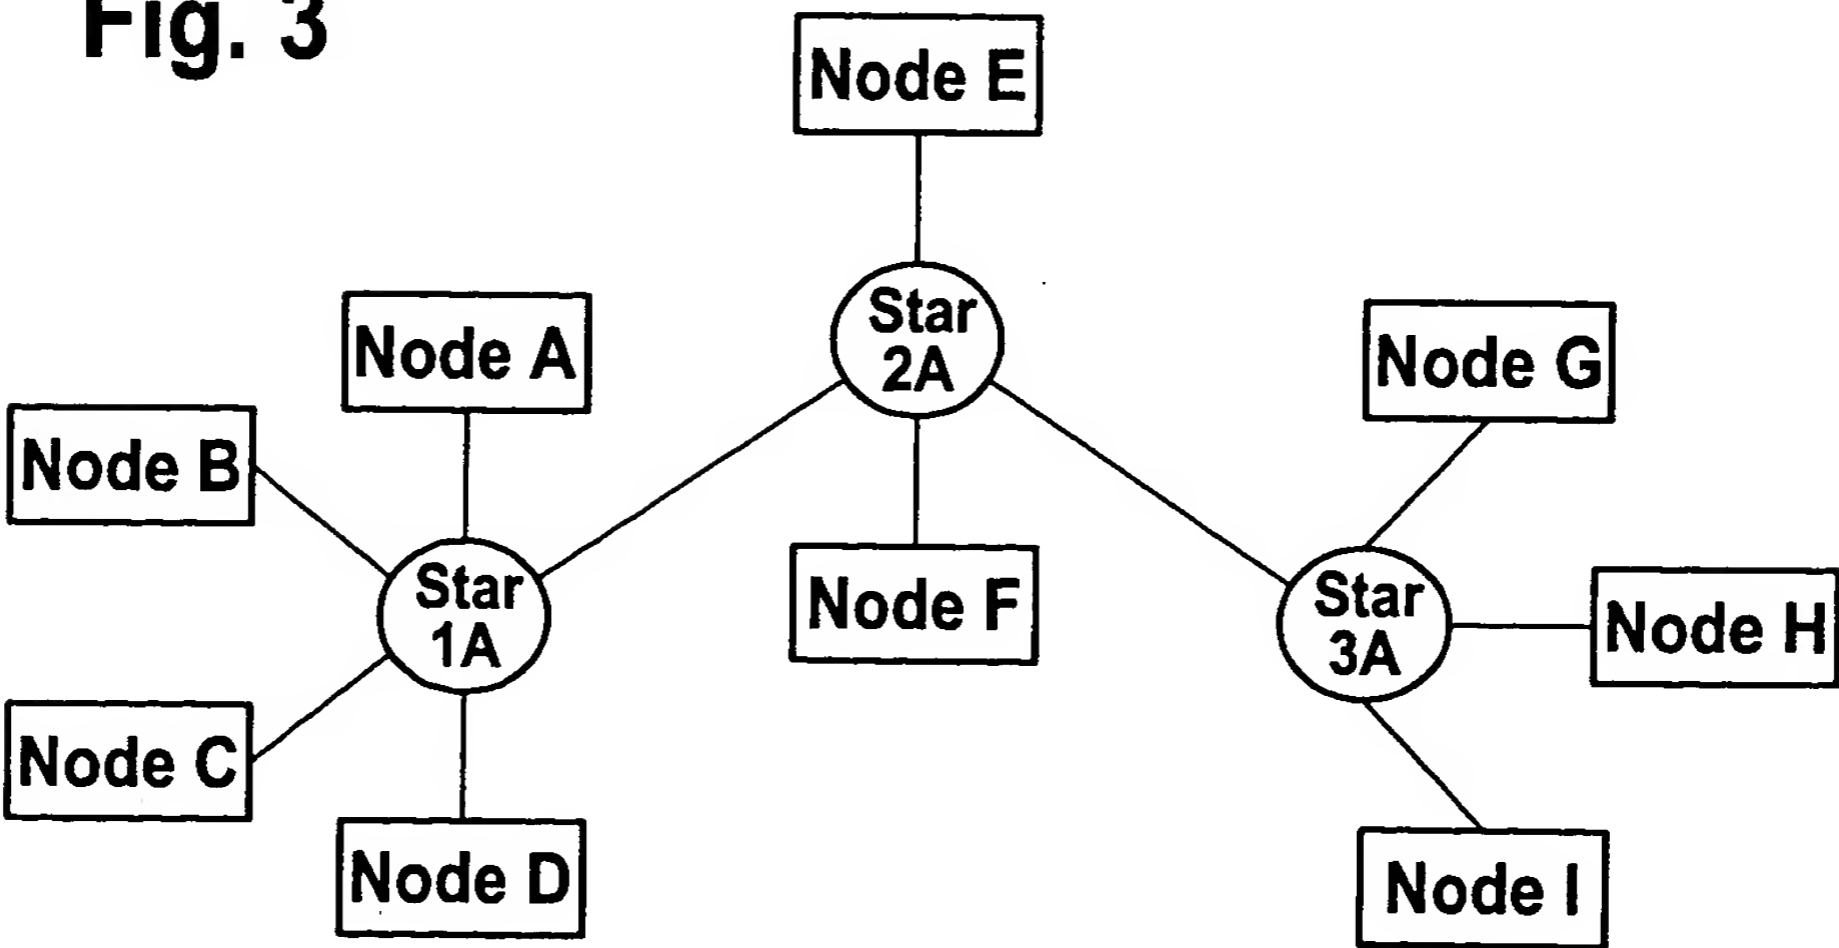 Fig. 3
Node E
Star
2A
Node A
Node G
Node B
Star
1A
Node F
Star
3A
Node H
Node C
Node D
Node I